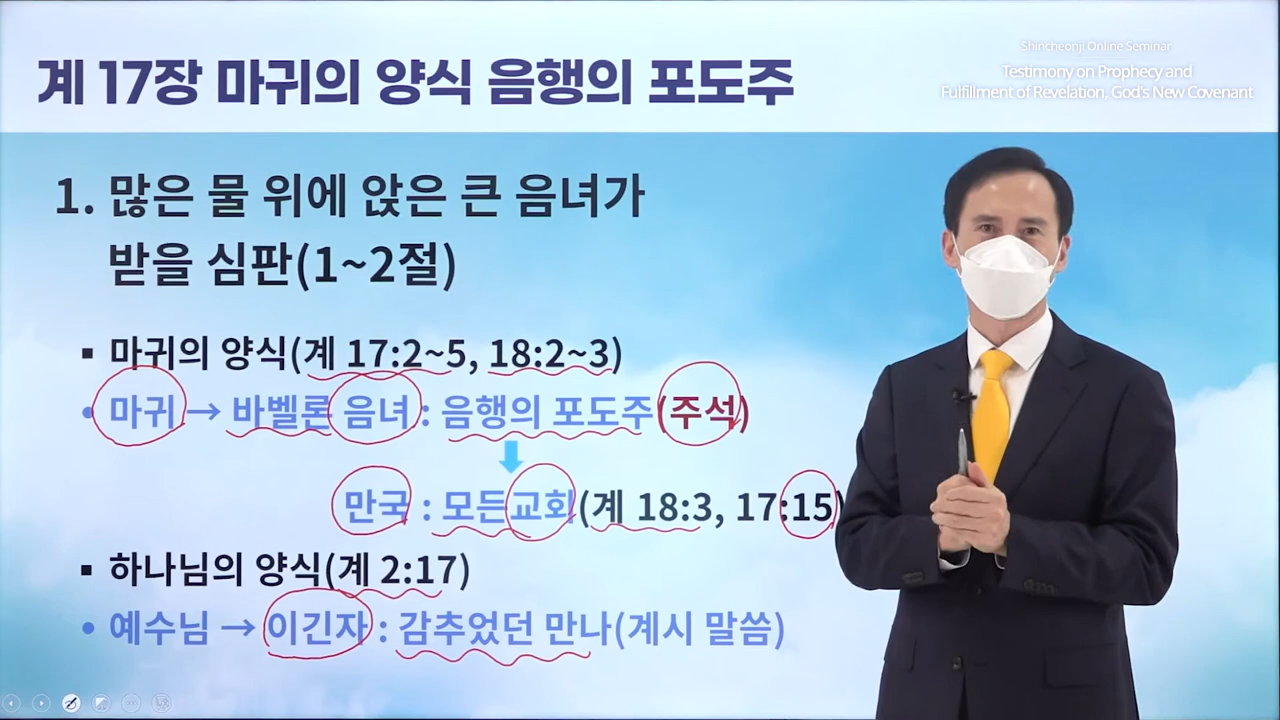 계 17장 마귀의 양식 음행의 포도주
Shincheonji Online Seminar
Testimony on Prophecy and
Fulfillment of Revelation, God's New Covenant
1. 많은 물 위에 앉은 큰 음녀가
받을 심판(1~2절)
▪ 마귀의 양식(계 17:2~5, 18:2~3)
• 마귀 → 바벨론 음녀 : 음행의 포도주(주석)
만국 : 모든교회(계 18:3, 17:15)
▪ 하나님의 양식(계 2:17)
• 예수님 → 이긴자 : 감추었던 만나(계시 말씀)